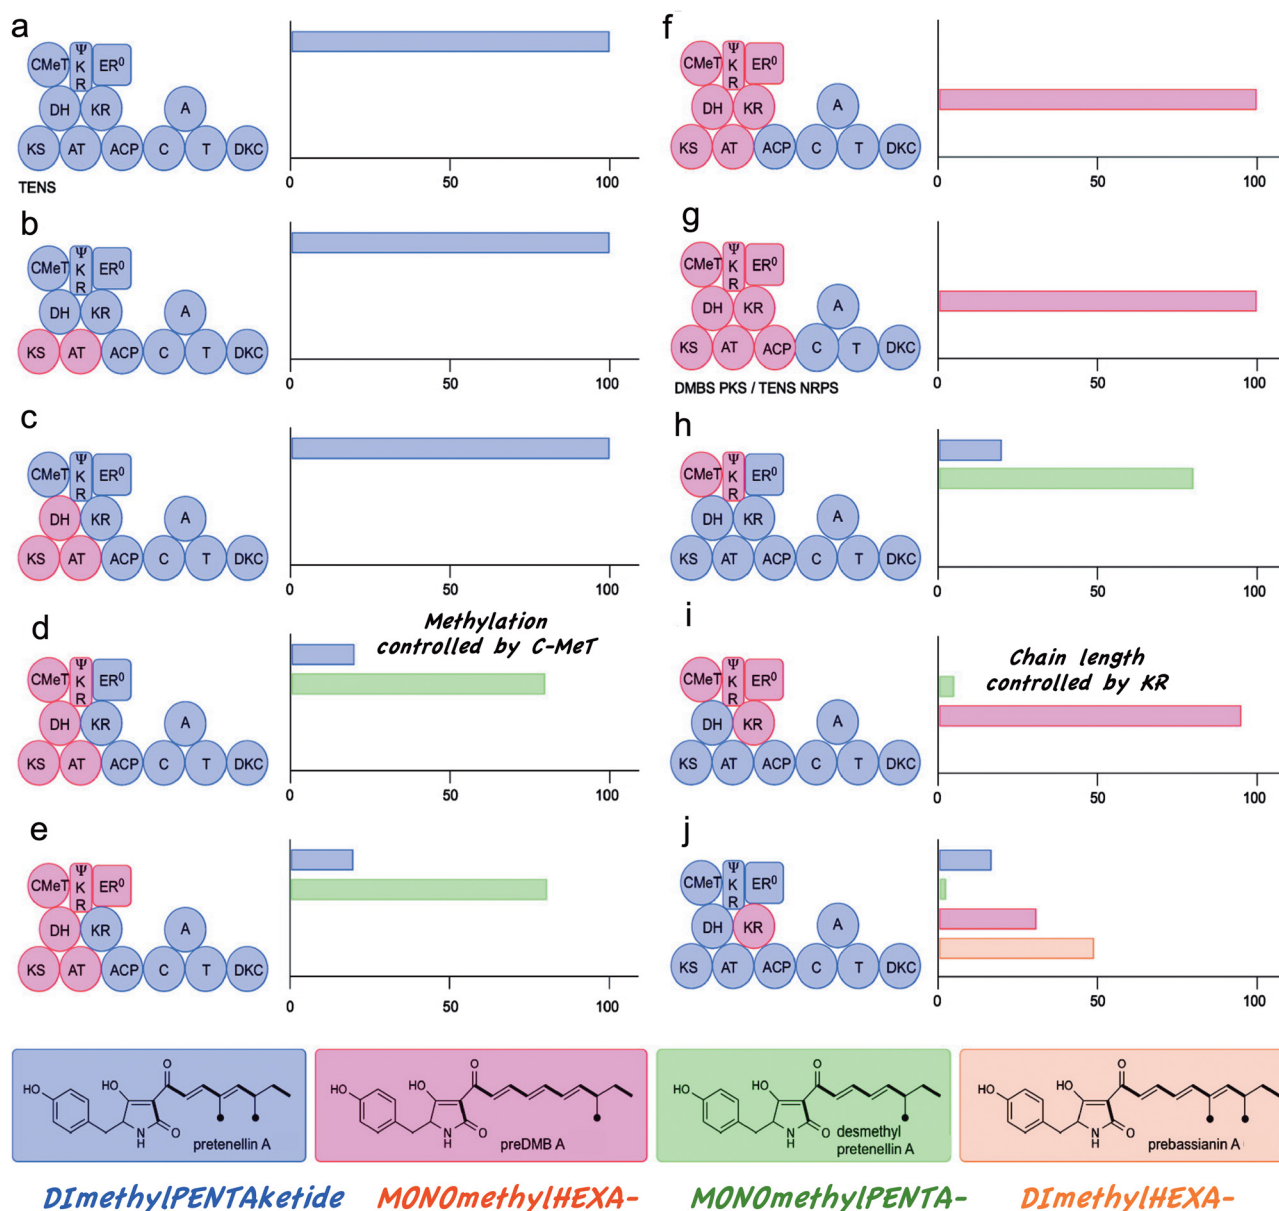 a
CMeT Ψ K R ER⁰
DH KR A
KS AT ACP C T DKC
TENS
0 50 100
b
CMeT Ψ K R ER⁰
DH KR A
KS AT ACP C T DKC
0 50 100
c
CMeT Ψ K R ER⁰
DH KR A
KS AT ACP C T DKC
0 50 100
d
Methylation
controlled by C-MeT
CMeT Ψ K R ER⁰
DH KR A
KS AT ACP C T DKC
0 50 100
e
CMeT Ψ K R ER⁰
DH KR A
KS AT ACP C T DKC
0 50 100
f
CMeT Ψ K R ER⁰
DH KR A
KS AT ACP C T DKC
0 50 100
g
CMeT Ψ K R ER⁰
DH KR A
KS AT ACP C T DKC
DMBS PKS / TENS NRPS
0 50 100
h
CMeT Ψ K R ER⁰
DH KR A
KS AT ACP C T DKC
0 50 100
i
Chain length
controlled by KR
CMeT Ψ K R ER⁰
DH KR A
KS AT ACP C T DKC
0 50 100
j
CMeT Ψ K R ER⁰
DH KR A
KS AT ACP C T DKC
0 50 100
HO HO O N H O
pretenellin A
HO HO O N H O
preDMB A
HO HO O N H O
desmethyl
pretenellin A
HO HO O N H O
prebassianin A
DImethylPENTAketide
MONOmethylHEXA-
MONOmethylPENTA-
DImethylHEXA-